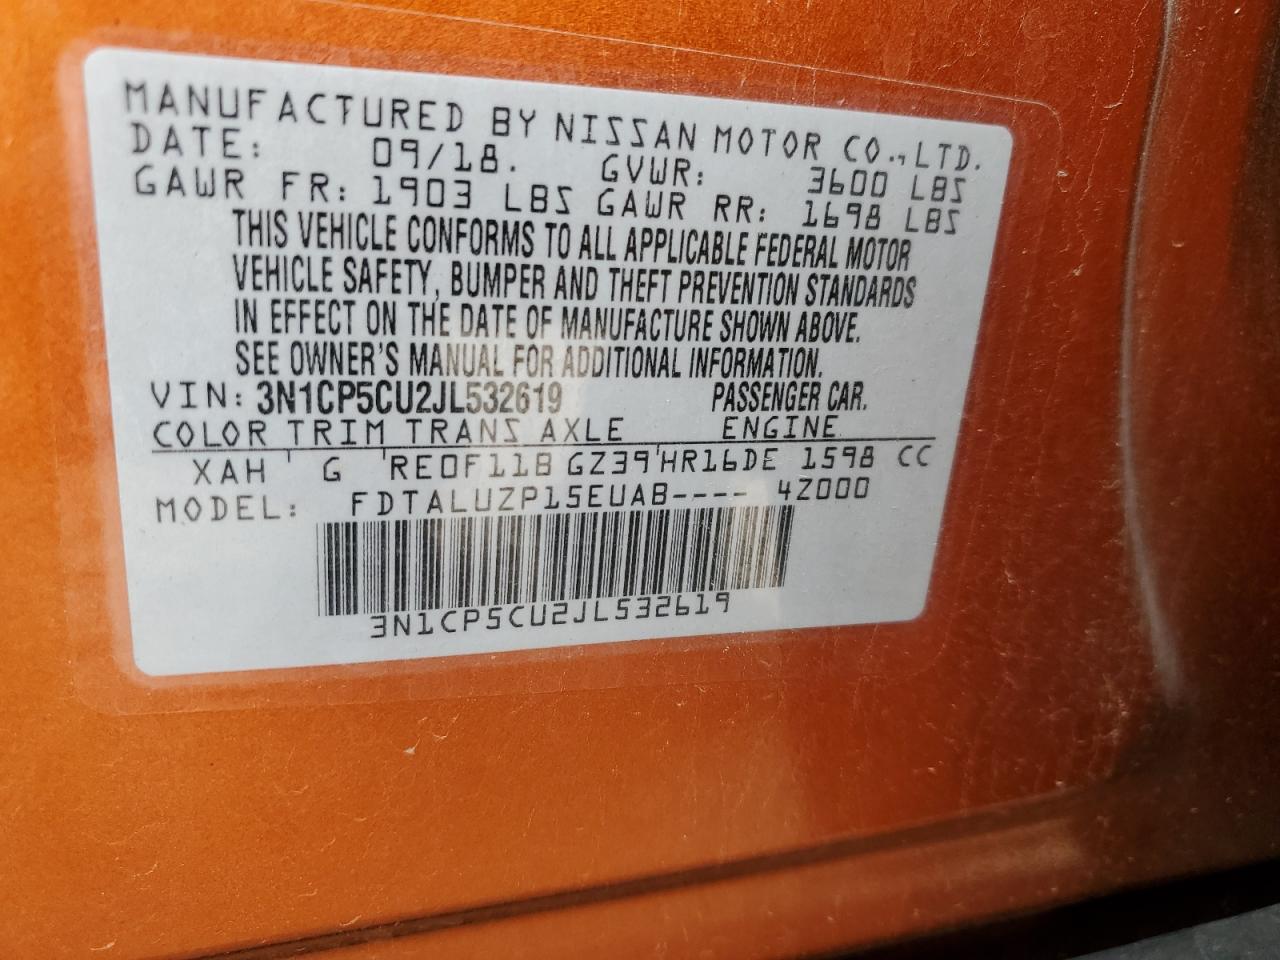 MANUFACTURED BY NISSAN MOTOR CO.,LTD.
DATE: 09/18. GVWR: 3600 LBS
GAWR FR: 1903 LBS GAWR RR: 1698 LBS
THIS VEHICLE CONFORMS TO ALL APPLICABLE FEDERAL MOTOR
VEHICLE SAFETY, BUMPER AND THEFT PREVENTION STANDARDS
IN EFFECT ON THE DATE OF MANUFACTURE SHOWN ABOVE.
SEE OWNER'S MANUAL FOR ADDITIONAL INFORMATION.
VIN: 3N1CP5CU2JL532619 PASSENGER CAR.
COLOR TRIM TRANS AXLE ENGINE
XAH ' G 'RE0F11B GZ39'HR16DE 1598 CC
MODEL: FDTALUZP15EUAB---- 4Z000
3N1CP5CU2JL532619